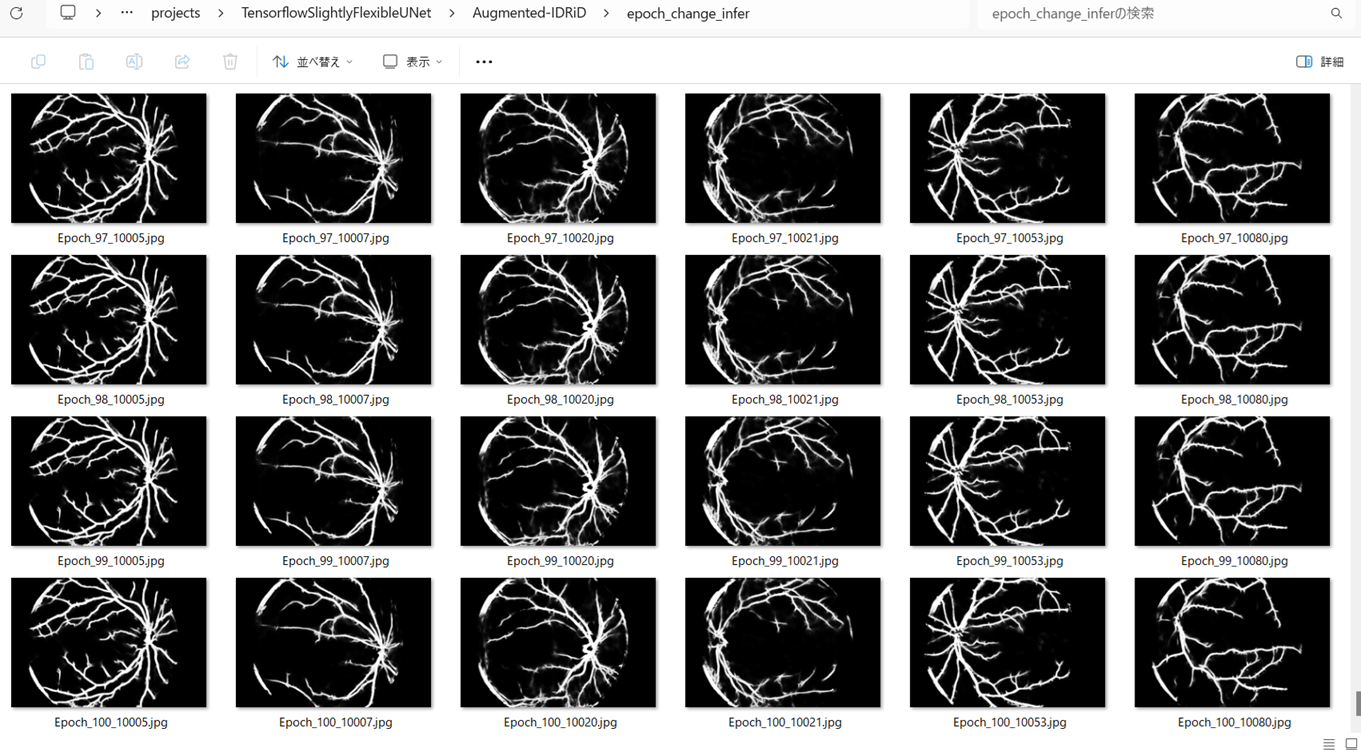 projects > TensorflowSlightlyFlexibleUNet > Augmented-IDRiD > epoch_change_infer epoch_change_inferの検索
並べ替え 表示 詳細
Epoch_97_10005.jpg Epoch_97_10007.jpg Epoch_97_10020.jpg Epoch_97_10021.jpg Epoch_97_10053.jpg Epoch_97_10080.jpg
Epoch_98_10005.jpg Epoch_98_10007.jpg Epoch_98_10020.jpg Epoch_98_10021.jpg Epoch_98_10053.jpg Epoch_98_10080.jpg
Epoch_99_10005.jpg Epoch_99_10007.jpg Epoch_99_10020.jpg Epoch_99_10021.jpg Epoch_99_10053.jpg Epoch_99_10080.jpg
Epoch_100_10005.jpg Epoch_100_10007.jpg Epoch_100_10020.jpg Epoch_100_10021.jpg Epoch_100_10053.jpg Epoch_100_10080.jpg